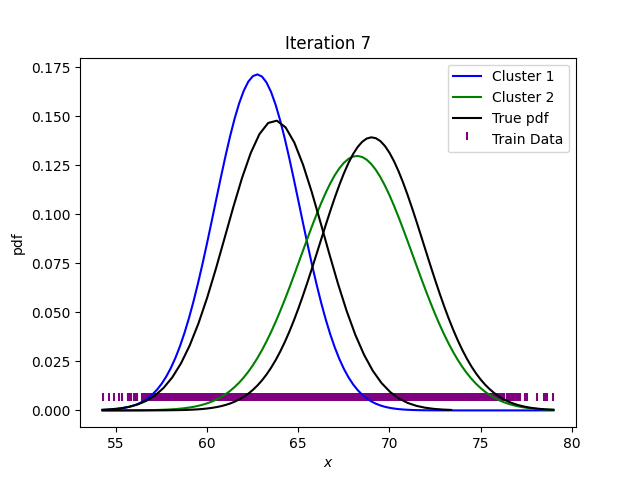 Iteration 7
0.175
0.150
0.125
0.100
0.075
0.050
0.025
0.000
pdf
Cluster 1
Cluster 2
True pdf
Train Data
55 60 65 70 75 80
x